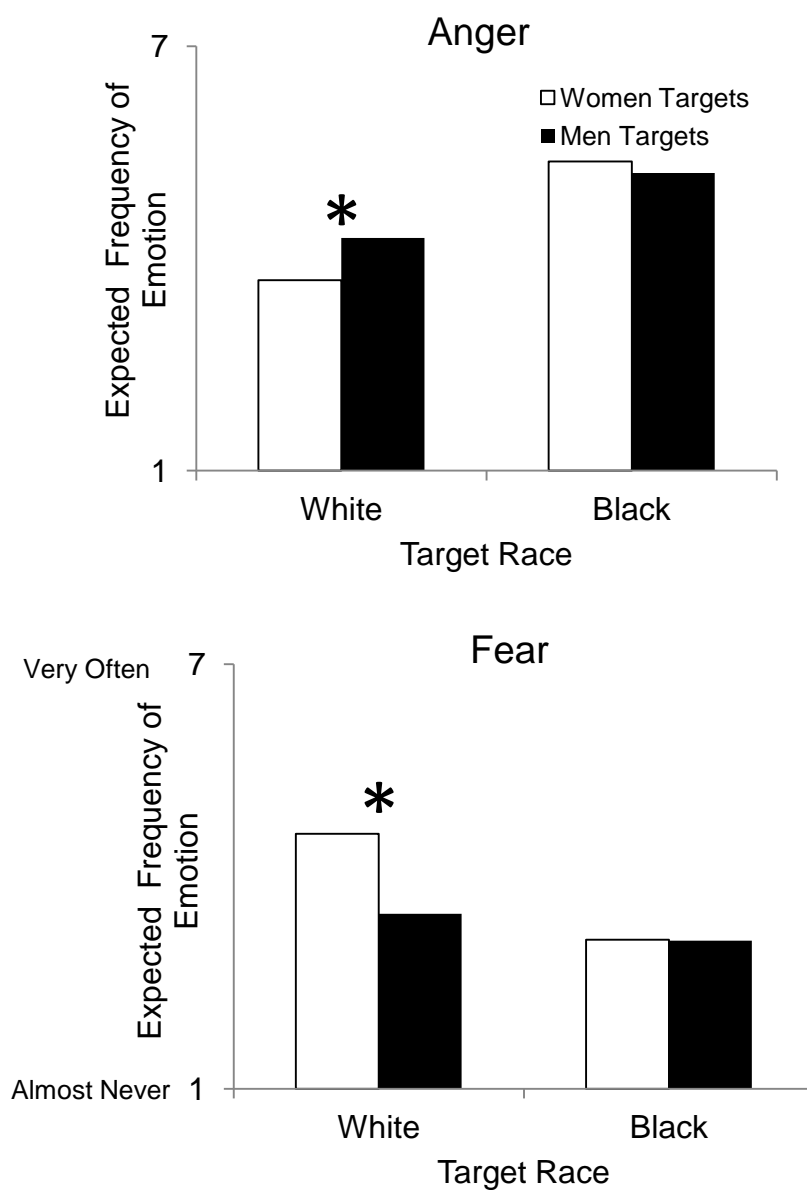 Anger
7
Expected Frequency of
Emotion
Women Targets
Men Targets
*
1
White Black
Target Race
Fear
Very Often 7
Expected Frequency of
Emotion
*
Almost Never 1
White Black
Target Race